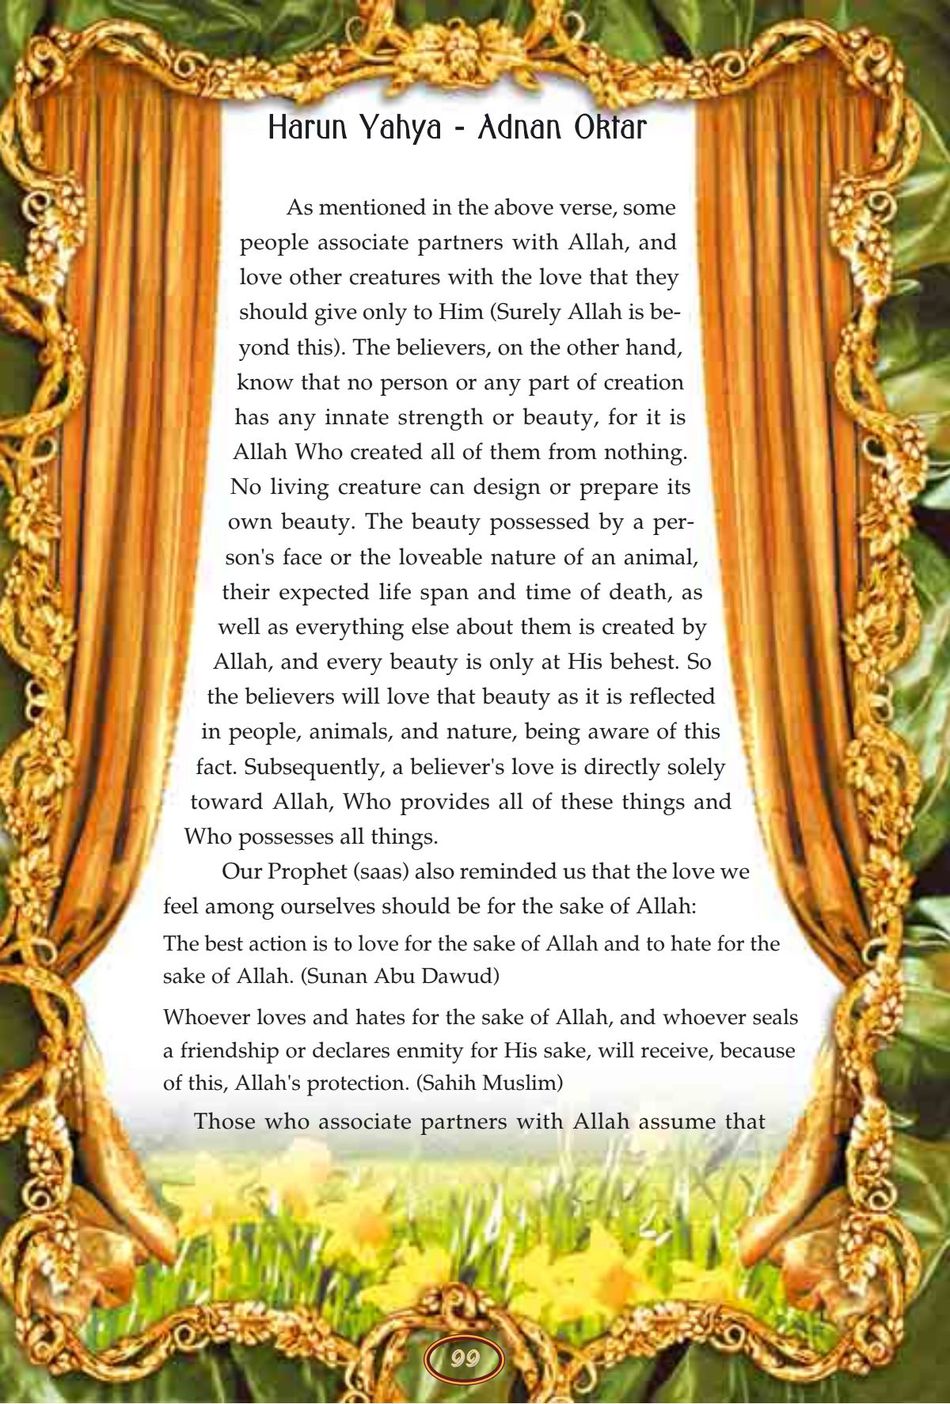 Harun Yahya - Adnan Oktar
As mentioned in the above verse, some
people associate partners with Allah, and
love other creatures with the love that they
should give only to Him (Surely Allah is be-
yond this). The believers, on the other hand,
know that no person or any part of creation
has any innate strength or beauty, for it is
Allah Who created all of them from nothing.
No living creature can design or prepare its
own beauty. The beauty possessed by a per-
son's face or the loveable nature of an animal,
their expected life span and time of death, as
well as everything else about them is created by
Allah, and every beauty is only at His behest. So
the believers will love that beauty as it is reflected
in people, animals, and nature, being aware of this
fact. Subsequently, a believer's love is directly solely
toward Allah, Who provides all of these things and
Who possesses all things.
Our Prophet (saas) also reminded us that the love we
feel among ourselves should be for the sake of Allah:
The best action is to love for the sake of Allah and to hate for the
sake of Allah. (Sunan Abu Dawud)
Whoever loves and hates for the sake of Allah, and whoever seals
a friendship or declares enmity for His sake, will receive, because
of this, Allah's protection. (Sahih Muslim)
Those who associate partners with Allah assume that
99